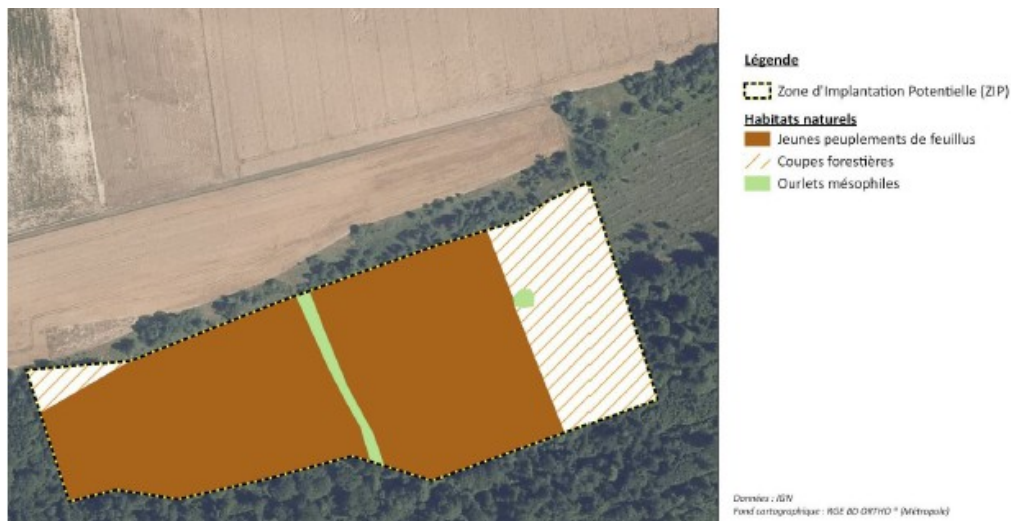 Légende
Zone d'Implantation Potentielle (ZIP)
Habitats naturels
Jeunes peuplements de feuillus
Coupes forestières
Ourlets mésophiles
Données : IGN
Fond cartographique : RGE BD ORTHO ® (Métropole)